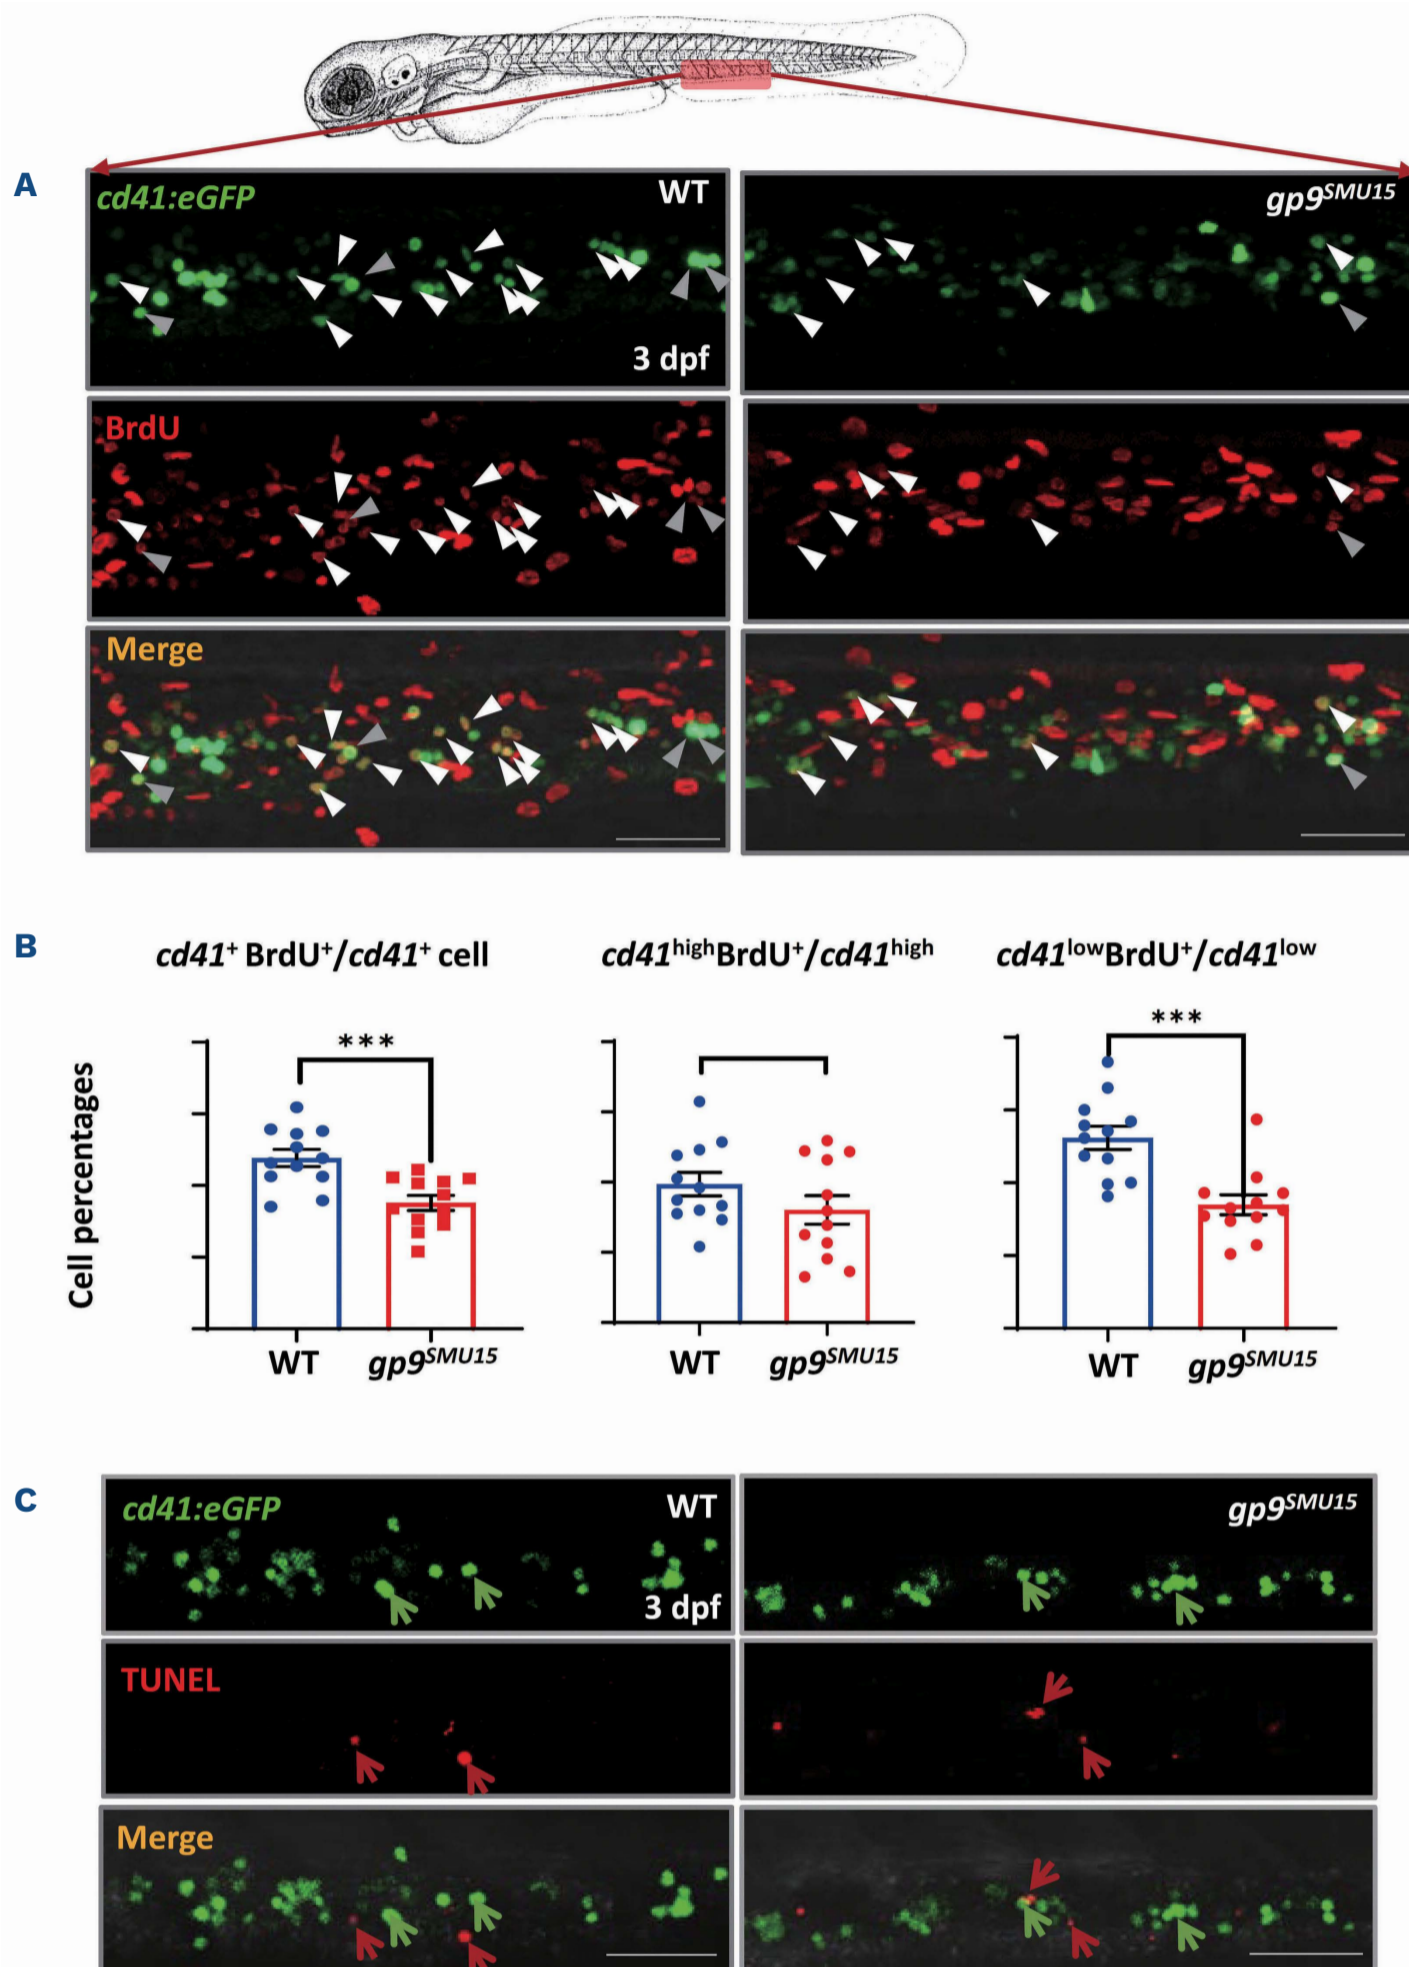 A
cd41:eGFP
WT
gp9SMU15
3 dpf
BrdU
Merge
B
cd41+ BrdU+/cd41+ cell
cd41highBrdU+/cd41high
cd41lowBrdU+/cd41low
***
***
Cell percentages
WT
gp9SMU15
WT
gp9SMU15
WT
gp9SMU15
C
cd41:eGFP
WT
gp9SMU15
3 dpf
TUNEL
Merge